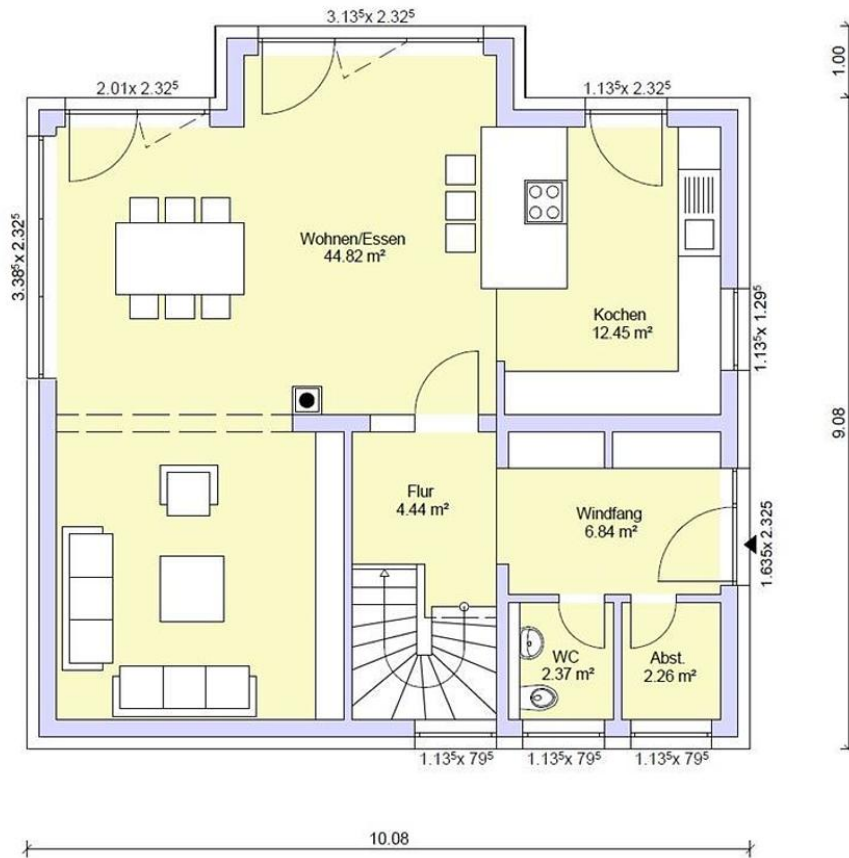 3.13⁵x 2.32⁵
2.01x 2.32⁵
1.13⁵x 2.32⁵
1.00
Wohnen/Essen
44.82 m²
3.38⁵x 2.32⁵
Kochen
12.45 m²
1.13⁵x 1.29⁵
9.08
Flur
4.44 m²
Windfang
6.84 m²
1.635x 2.325
WC
2.37 m²
Abst.
2.26 m²
1.13⁵x 79⁵
1.13⁵x 79⁵
1.13⁵x 79⁵
10.08